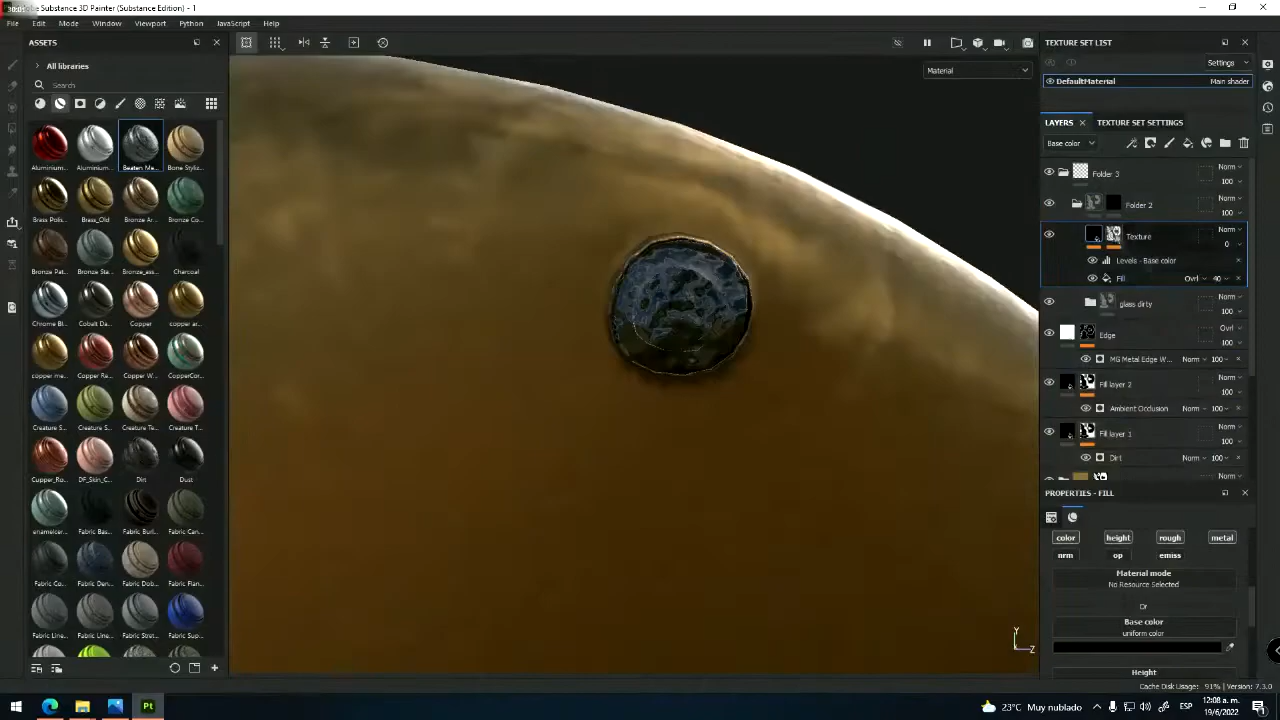 Substance 3D Painter (Substance Edition) - 1
File Edit Mode Window Viewport Python JavaScript Help
ASSETS
All libraries
Search
Aluminium... Aluminium... Beaten Me... Bone Styliz...
Brass Polis... Brass_Old Bronze Ar... Bronze Co...
Bronze Pat... Bronze Sta... Bronze_ass... Charcoal
Chrome Bl... Cobalt Da... Copper copper ar...
copper me... Copper Ra... Copper W... CopperCor...
Creature S... Creature S... Creature Te... Creature T...
Cupper_Ro... DF_Skin_C... Dirt Dust
enamelcer... Fabric Bas... Fabric Burl... Fabric Can...
Fabric Co... Fabric Den... Fabric Dob... Fabric Flan...
Fabric Line... Fabric Line... Fabric Stret... Fabric Sup...
Material
Y
Z
TEXTURE SET LIST
Settings
DefaultMaterial Main shader
LAYERS TEXTURE SET SETTINGS
Base color
Folder 3 Norm 100
Folder 2 Norm 100
Texture Norm 0
Levels - Base color
Fill Ovrl 40
glass dirty Norm 100
Edge Ovrl 100
MG Metal Edge W... Norm 100
Fill layer 2 Norm 100
Ambient Occlusion Norm 100
Fill layer 1 Norm 100
Dirt Norm 100
Norm
PROPERTIES - FILL
color height rough metal
nrm op emiss
Material mode
No Resource Selected
Or
Base color
uniform color
Height
Cache Disk Usage: 91% | Version: 7.3.0
Pt
23°C Muy nublado
ESP
12:08 a. m.
19/6/2022